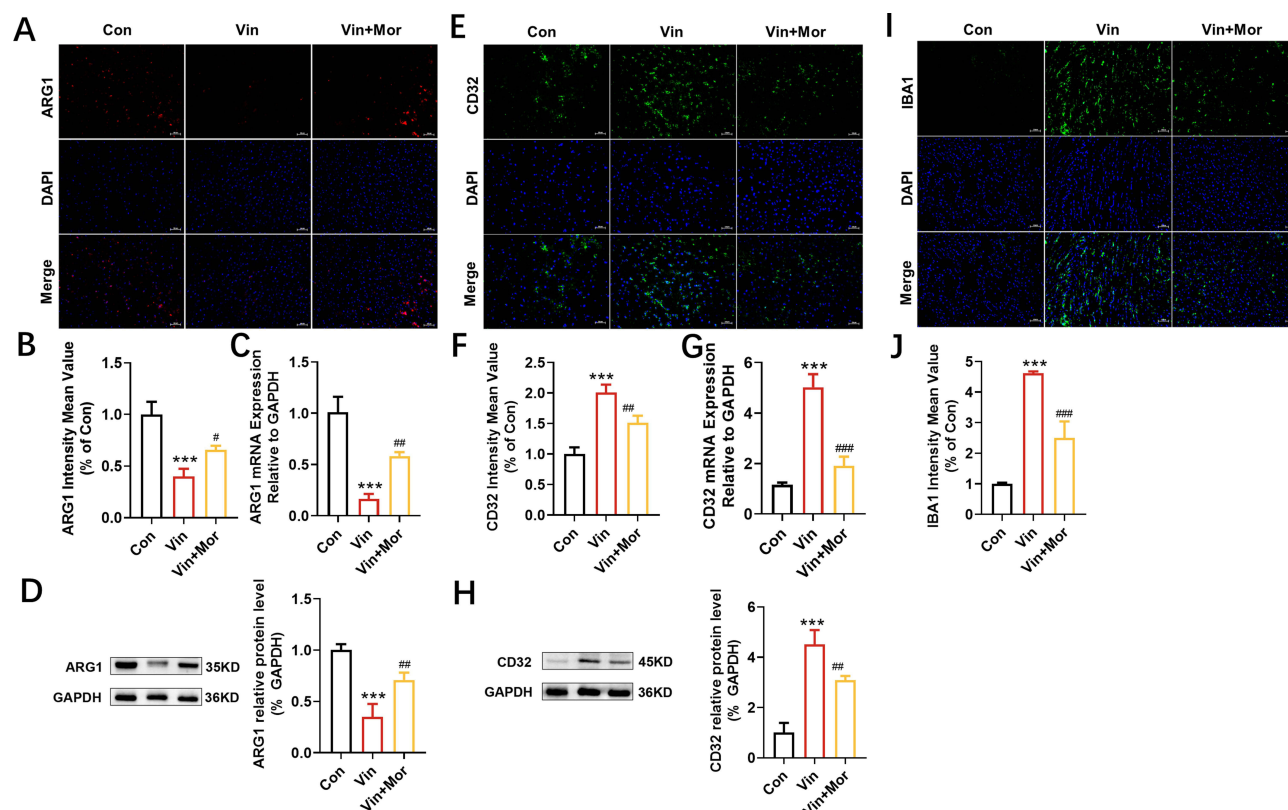 A
Con Vin Vin+Mor
ARG1
DAPI
Merge
E
Con Vin Vin+Mor
CD32
DAPI
Merge
I
Con Vin Vin+Mor
IBA1
DAPI
Merge
B
ARG1 Intensity Mean Value
(% of Con)
1.5
1.0
0.5
0.0
***
#
Con Vin Vin+Mor
C
ARG1 mRNA Expression
Relative to GAPDH
1.5
1.0
0.5
0.0
***
##
Con Vin Vin+Mor
F
CD32 Intensity Mean Value
(% of Con)
2.5
2.0
1.5
1.0
0.5
0.0
***
##
Con Vin Vin+Mor
G
CD32 mRNA Expression
Relative to GAPDH
6
4
2
0
***
###
Con Vin Vin+Mor
J
IBA1 Intensity Mean Value
(% of Con)
5
4
3
2
1
0
***
###
Con Vin Vin+Mor
D
ARG1 35KD
GAPDH 36KD
ARG1 relative protein level
(% GAPDH)
1.5
1.0
0.5
0.0
***
##
Con Vin Vin+Mor
H
CD32 45KD
GAPDH 36KD
CD32 relative protein level
(% GAPDH)
6
4
2
0
***
##
Con Vin Vin+Mor